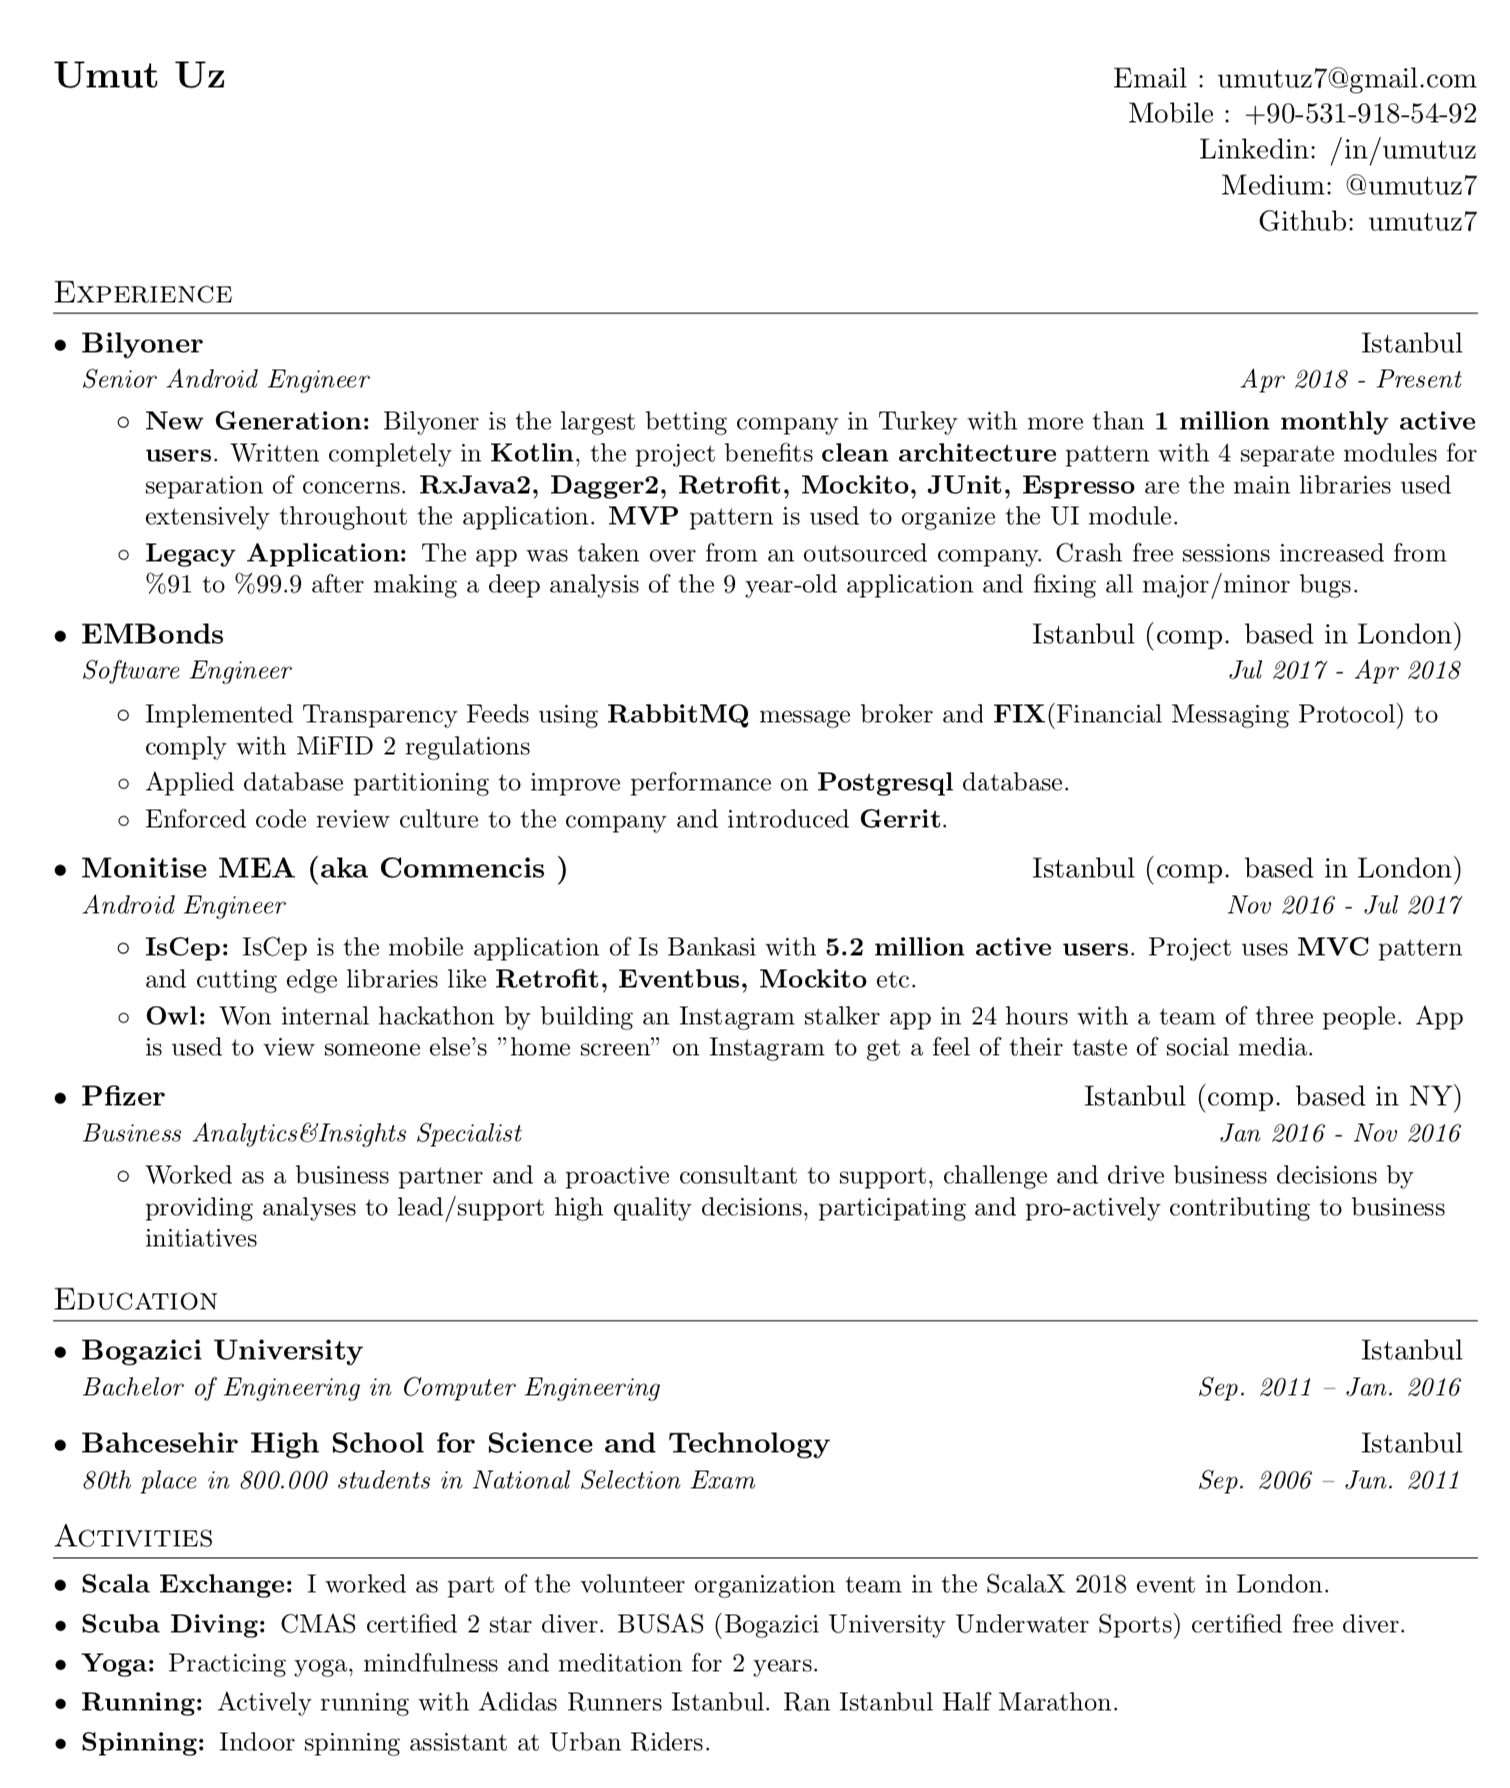 Umut Uz
Email : umutuz7@gmail.com
Mobile : +90-531-918-54-92
Linkedin: /in/umutuz
Medium: @umutuz7
Github: umutuz7
Experience
• Bilyoner Istanbul
Senior Android Engineer Apr 2018 - Present
◦ New Generation: Bilyoner is the largest betting company in Turkey with more than 1 million monthly active
users. Written completely in Kotlin, the project benefits clean architecture pattern with 4 separate modules for
separation of concerns. RxJava2, Dagger2, Retrofit, Mockito, JUnit, Espresso are the main libraries used
extensively throughout the application. MVP pattern is used to organize the UI module.
◦ Legacy Application: The app was taken over from an outsourced company. Crash free sessions increased from
%91 to %99.9 after making a deep analysis of the 9 year-old application and fixing all major/minor bugs.
• EMBonds Istanbul (comp. based in London)
Software Engineer Jul 2017 - Apr 2018
◦ Implemented Transparency Feeds using RabbitMQ message broker and FIX(Financial Messaging Protocol) to
comply with MiFID 2 regulations
◦ Applied database partitioning to improve performance on Postgresql database.
◦ Enforced code review culture to the company and introduced Gerrit.
• Monitise MEA (aka Commencis ) Istanbul (comp. based in London)
Android Engineer Nov 2016 - Jul 2017
◦ IsCep: IsCep is the mobile application of Is Bankasi with 5.2 million active users. Project uses MVC pattern
and cutting edge libraries like Retrofit, Eventbus, Mockito etc.
◦ Owl: Won internal hackathon by building an Instagram stalker app in 24 hours with a team of three people. App
is used to view someone else's "home screen" on Instagram to get a feel of their taste of social media.
• Pfizer Istanbul (comp. based in NY)
Business Analytics&Insights Specialist Jan 2016 - Nov 2016
◦ Worked as a business partner and a proactive consultant to support, challenge and drive business decisions by
providing analyses to lead/support high quality decisions, participating and pro-actively contributing to business
initiatives
Education
• Bogazici University Istanbul
Bachelor of Engineering in Computer Engineering Sep. 2011 – Jan. 2016
• Bahcesehir High School for Science and Technology Istanbul
80th place in 800.000 students in National Selection Exam Sep. 2006 – Jun. 2011
Activities
• Scala Exchange: I worked as part of the volunteer organization team in the ScalaX 2018 event in London.
• Scuba Diving: CMAS certified 2 star diver. BUSAS (Bogazici University Underwater Sports) certified free diver.
• Yoga: Practicing yoga, mindfulness and meditation for 2 years.
• Running: Actively running with Adidas Runners Istanbul. Ran Istanbul Half Marathon.
• Spinning: Indoor spinning assistant at Urban Riders.